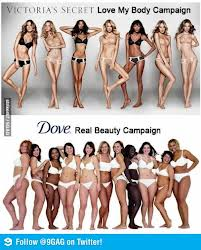 VICTORIA'S SECRET Love My Body Campaign
Dove Real Beauty Campaign
Follow @9GAG on Twitter!